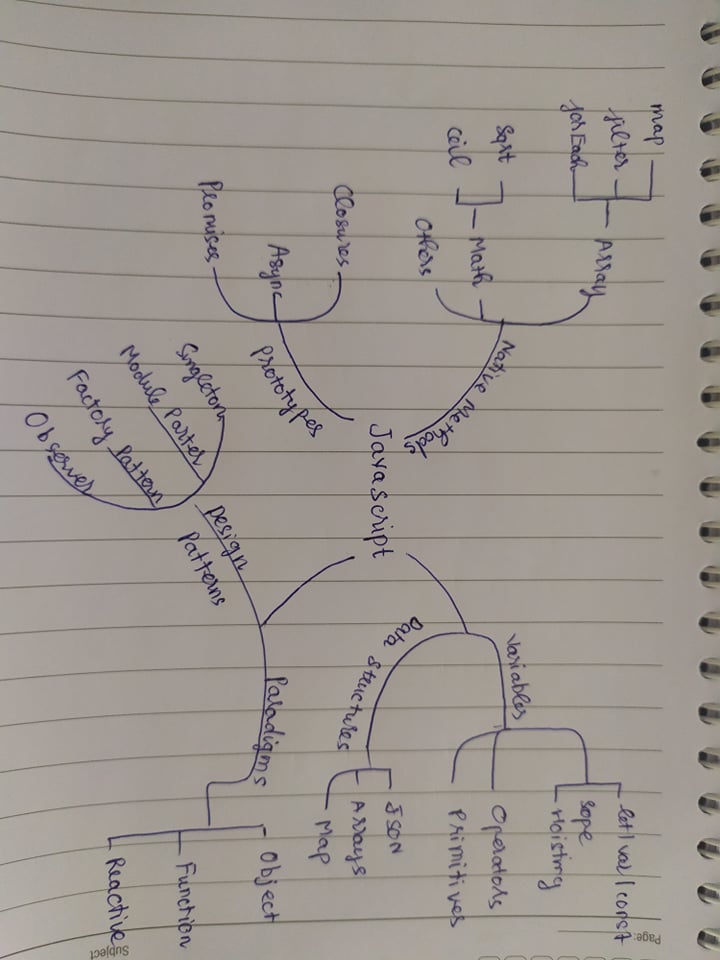 Page:
map
filter
forEach
Array
Sqrt
ceil
Math
Others
Native Methods
let|var|const
Sope
Hoisting
Variables
Operators
Primitives
Data Structures
JSON
Arrays
Map
Javascript
Closures
Async
Promises
Prototypes
Paradigms
Object
Function
Reactive
Design
Patterns
Singleton
Module Parter
Factory Pattern
Observer
Subject